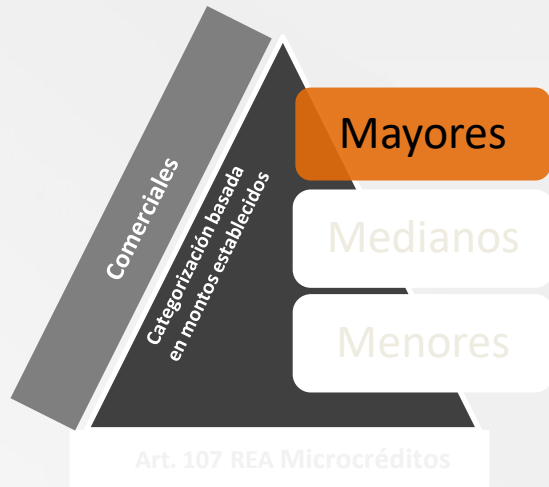 Comerciales
Categorización basada
en montos establecidos
Mayores
Medianos
Menores
Art. 107 REA Microcréditos